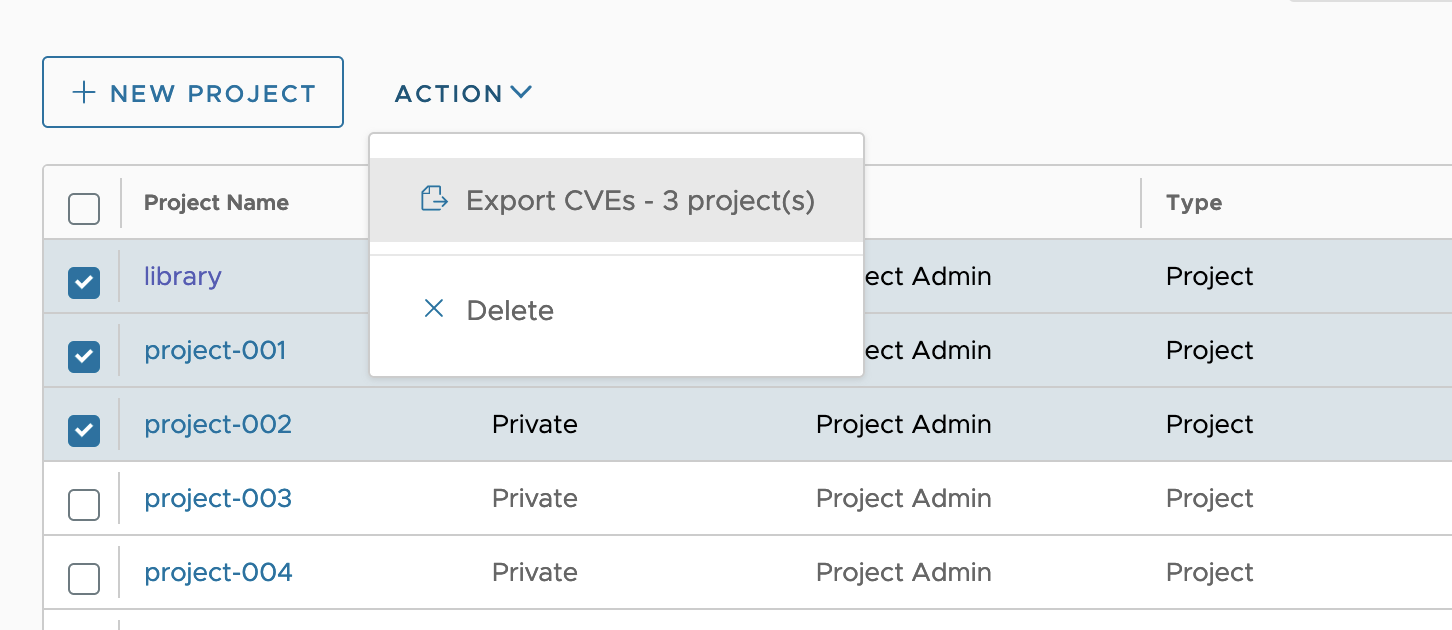 NEW PROJECT
ACTION
Export CVEs - 3 project(s)
Delete
Project Name Type
library ect Admin Project
project-001 ect Admin Project
project-002 Private Project Admin Project
project-003 Private Project Admin Project
project-004 Private Project Admin Project